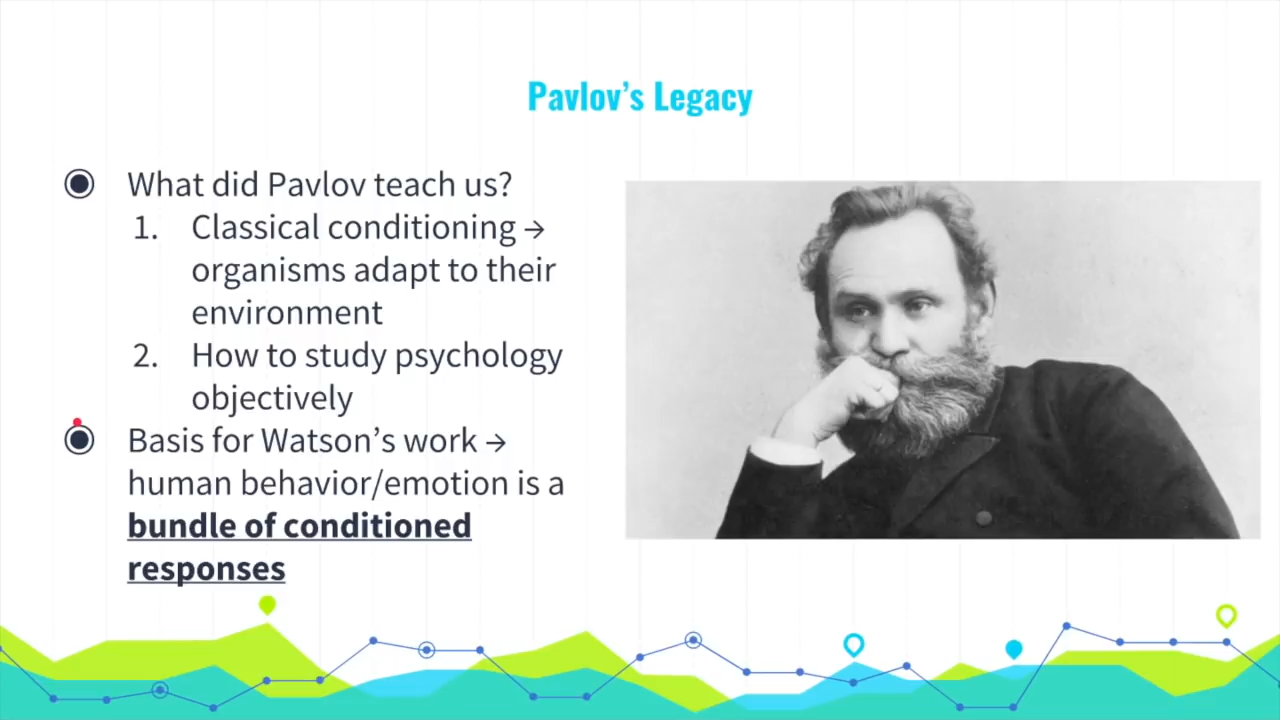 Pavlov’s Legacy
What did Pavlov teach us?
1. Classical conditioning →
organisms adapt to their
environment
2. How to study psychology
objectively
Basis for Watson’s work →
human behavior/emotion is a
bundle of conditioned
responses